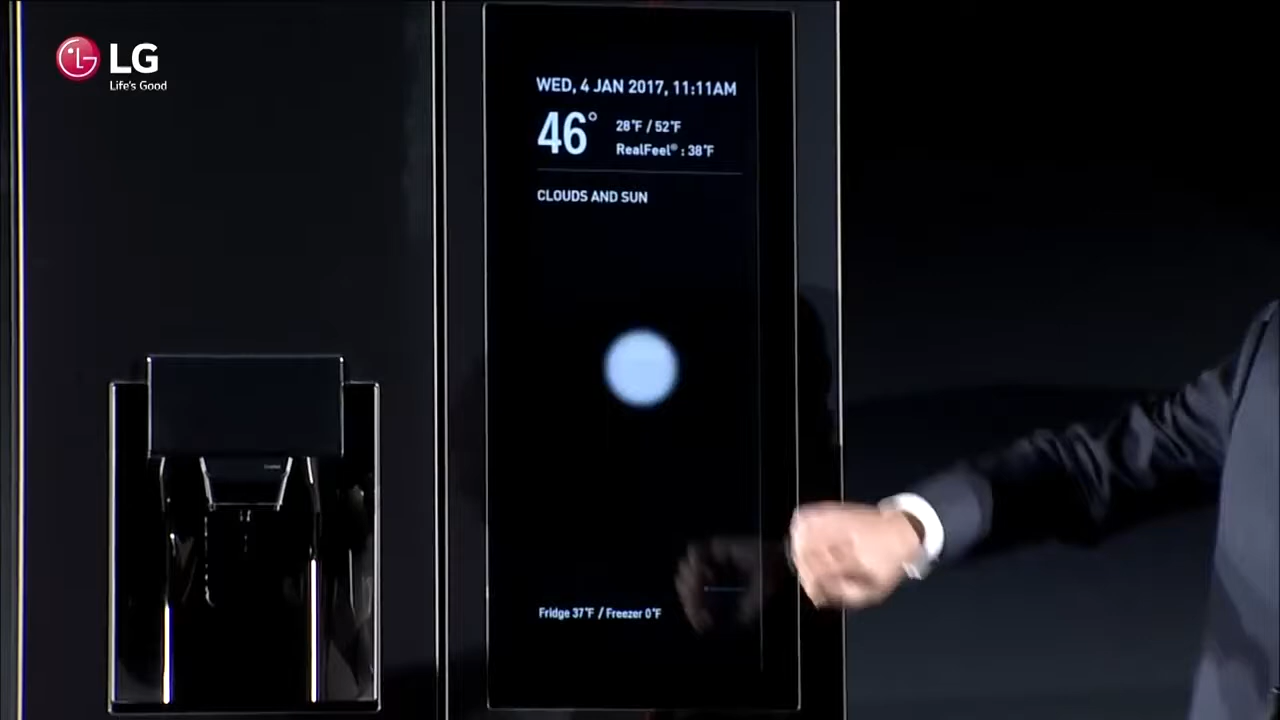 LG
Life's Good
WED, 4 JAN 2017, 11:11AM
46°
28°F / 52°F
RealFeel® : 38°F
CLOUDS AND SUN
Fridge 37°F / Freezer 0°F